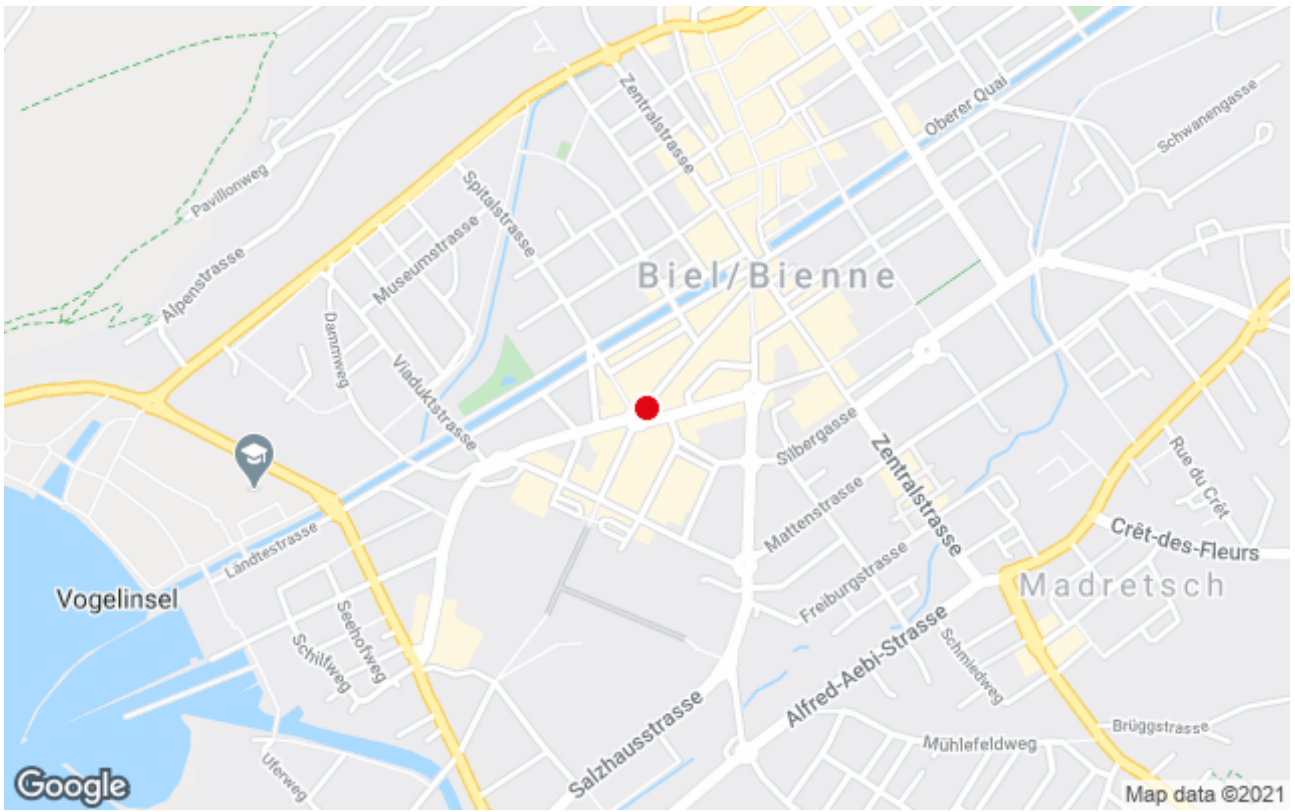 Oberer Quai
Zentralstrasse
Schwanengasse
Pavillonweg
Spitalstrasse
Museumstrasse
Alpenstrasse
Biel/Bienne
Dammweg
Viaduktstrasse
Silbergasse
Zentralstrasse
Rue du Crêt
Mattenstrasse
Crêt-des-Fleurs
Ländtestrasse
Freiburgstrasse
Madretsch
Vogelinsel
Seehofweg
Schilfweg
Schmiedweg
Alfred-Aebi-Strasse
Salzhausstrasse
Brüggstrasse
Mühlefeldweg
Uferweg
Google
Map data ©2021